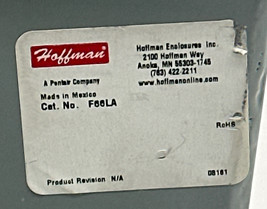 Hoffman
A Pentair Company
Hoffman Enclosures Inc.
2100 Hoffman Way
Anoka, MN 55303-1745
(763) 422-2211
www.hoffmanonline.com
Made in Mexico
Cat. No. F66LA
RoHS
Product Revision N/A
08161